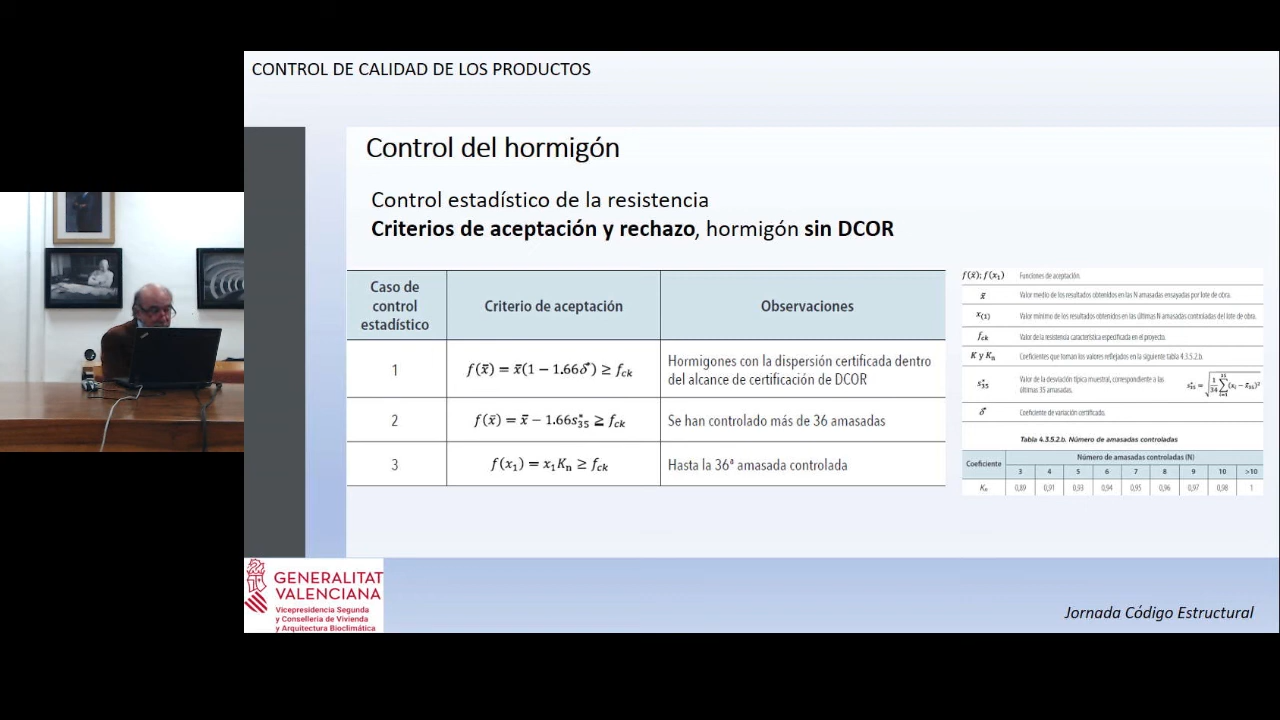 CONTROL DE CALIDAD DE LOS PRODUCTOS
Control del hormigón
Control estadístico de la resistencia
Criterios de aceptación y rechazo, hormigón sin DCOR
Caso de control estadístico
Criterio de aceptación
Observaciones
1
f(x̄) = x̄(1 − 1.66δ*) ≥ fck
Hormigones con la dispersión certificada dentro
del alcance de certificación de DCOR
2
f(x̄) = x̄ − 1.66s*35 ≥ fck
Se han controlado más de 36 amasadas
3
f(x1) = x1Kn ≥ fck
Hasta la 36ª amasada controlada
f(x̄); f(x1) Funciones de aceptación.
x̄ Valor medio de los resultados obtenidos en las N amasadas ensayadas por lote de obra.
x(1) Valor mínimo de los resultados obtenidos en las últimas N amasadas controladas del lote de obra.
fck Valor de la resistencia característica especificada en el proyecto.
K y Kn Coeficientes que toman los valores reflejados en la siguiente tabla 4.3.5.2.b.
s*35 Valor de la desviación típica muestral, correspondiente a las
últimas 35 amasadas.
δ* Coeficiente de variación certificado.
Tabla 4.3.5.2.b. Número de amasadas controladas
Coeficiente
Número de amasadas controladas (N)
3 4 5 6 7 8 9 10 >10
Kn 0,89 0,91 0,93 0,94 0,95 0,96 0,97 0,98 1
GENERALITAT
VALENCIANA
Vicepresidencia Segunda
y Conselleria de Vivienda
y Arquitectura Bioclimática
Jornada Código Estructural